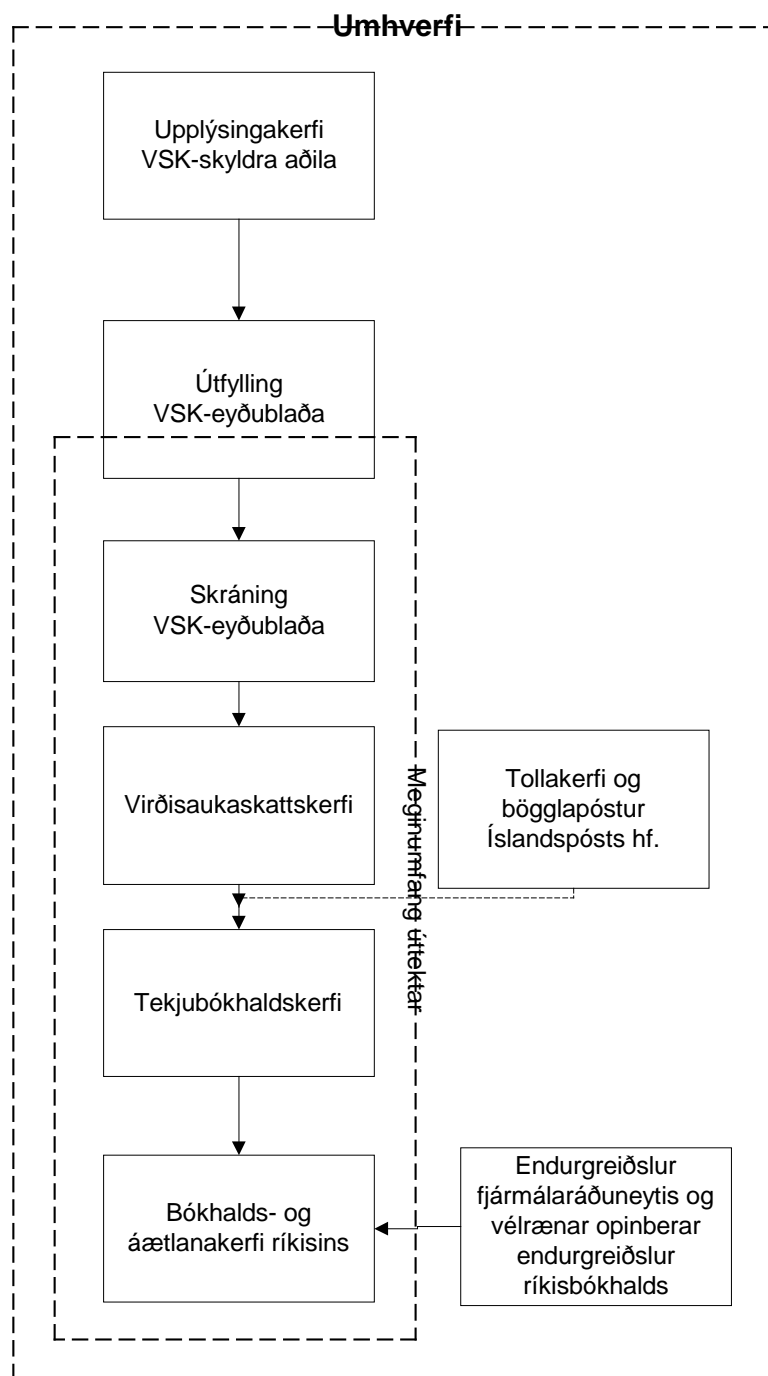 Umhverfi
Upplýsingakerfi
VSK-skyldra aðila
Útfylling
VSK-eyðublaða
Skráning
VSK-eyðublaða
Virðisaukaskattskerfi
Meginumfang úttektar
Tollakerfi og
bögglapóstur
Íslandspósts hf.
Tekjubókhaldskerfi
Bókhalds- og
áætlanakerfi ríkisins
Endurgreiðslur
fjármálaráðuneytis og
vélrænar opinberar
endurgreiðslur
ríkisbókhalds